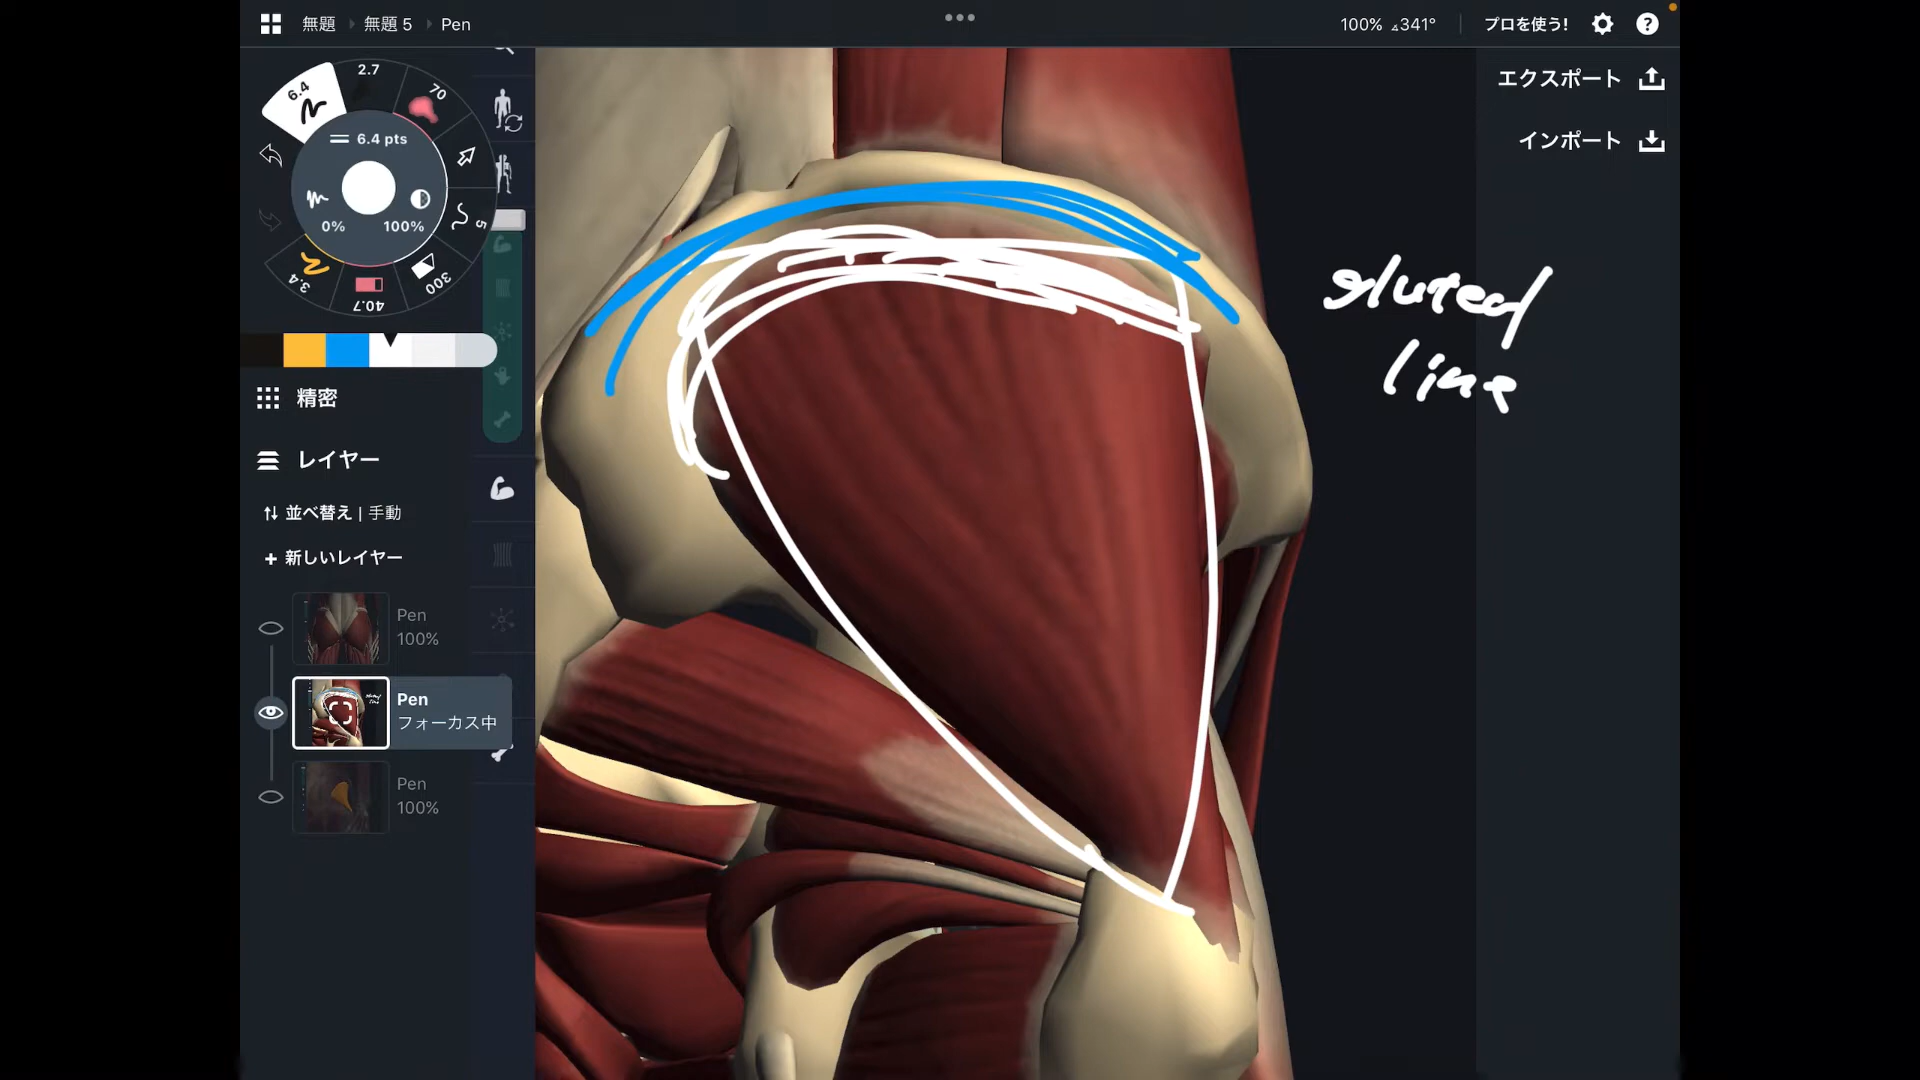 無題 無題 5 Pen
100% ⊿341° プロを使う!
エクスポート
インポート
2.7
6.4
70
6.4 pts
0% 100%
5
3.4
40.7
300
精密
レイヤー
並べ替え | 手動
+ 新しいレイヤー
Pen
100%
Pen
フォーカス中
Pen
100%
gluteal
line